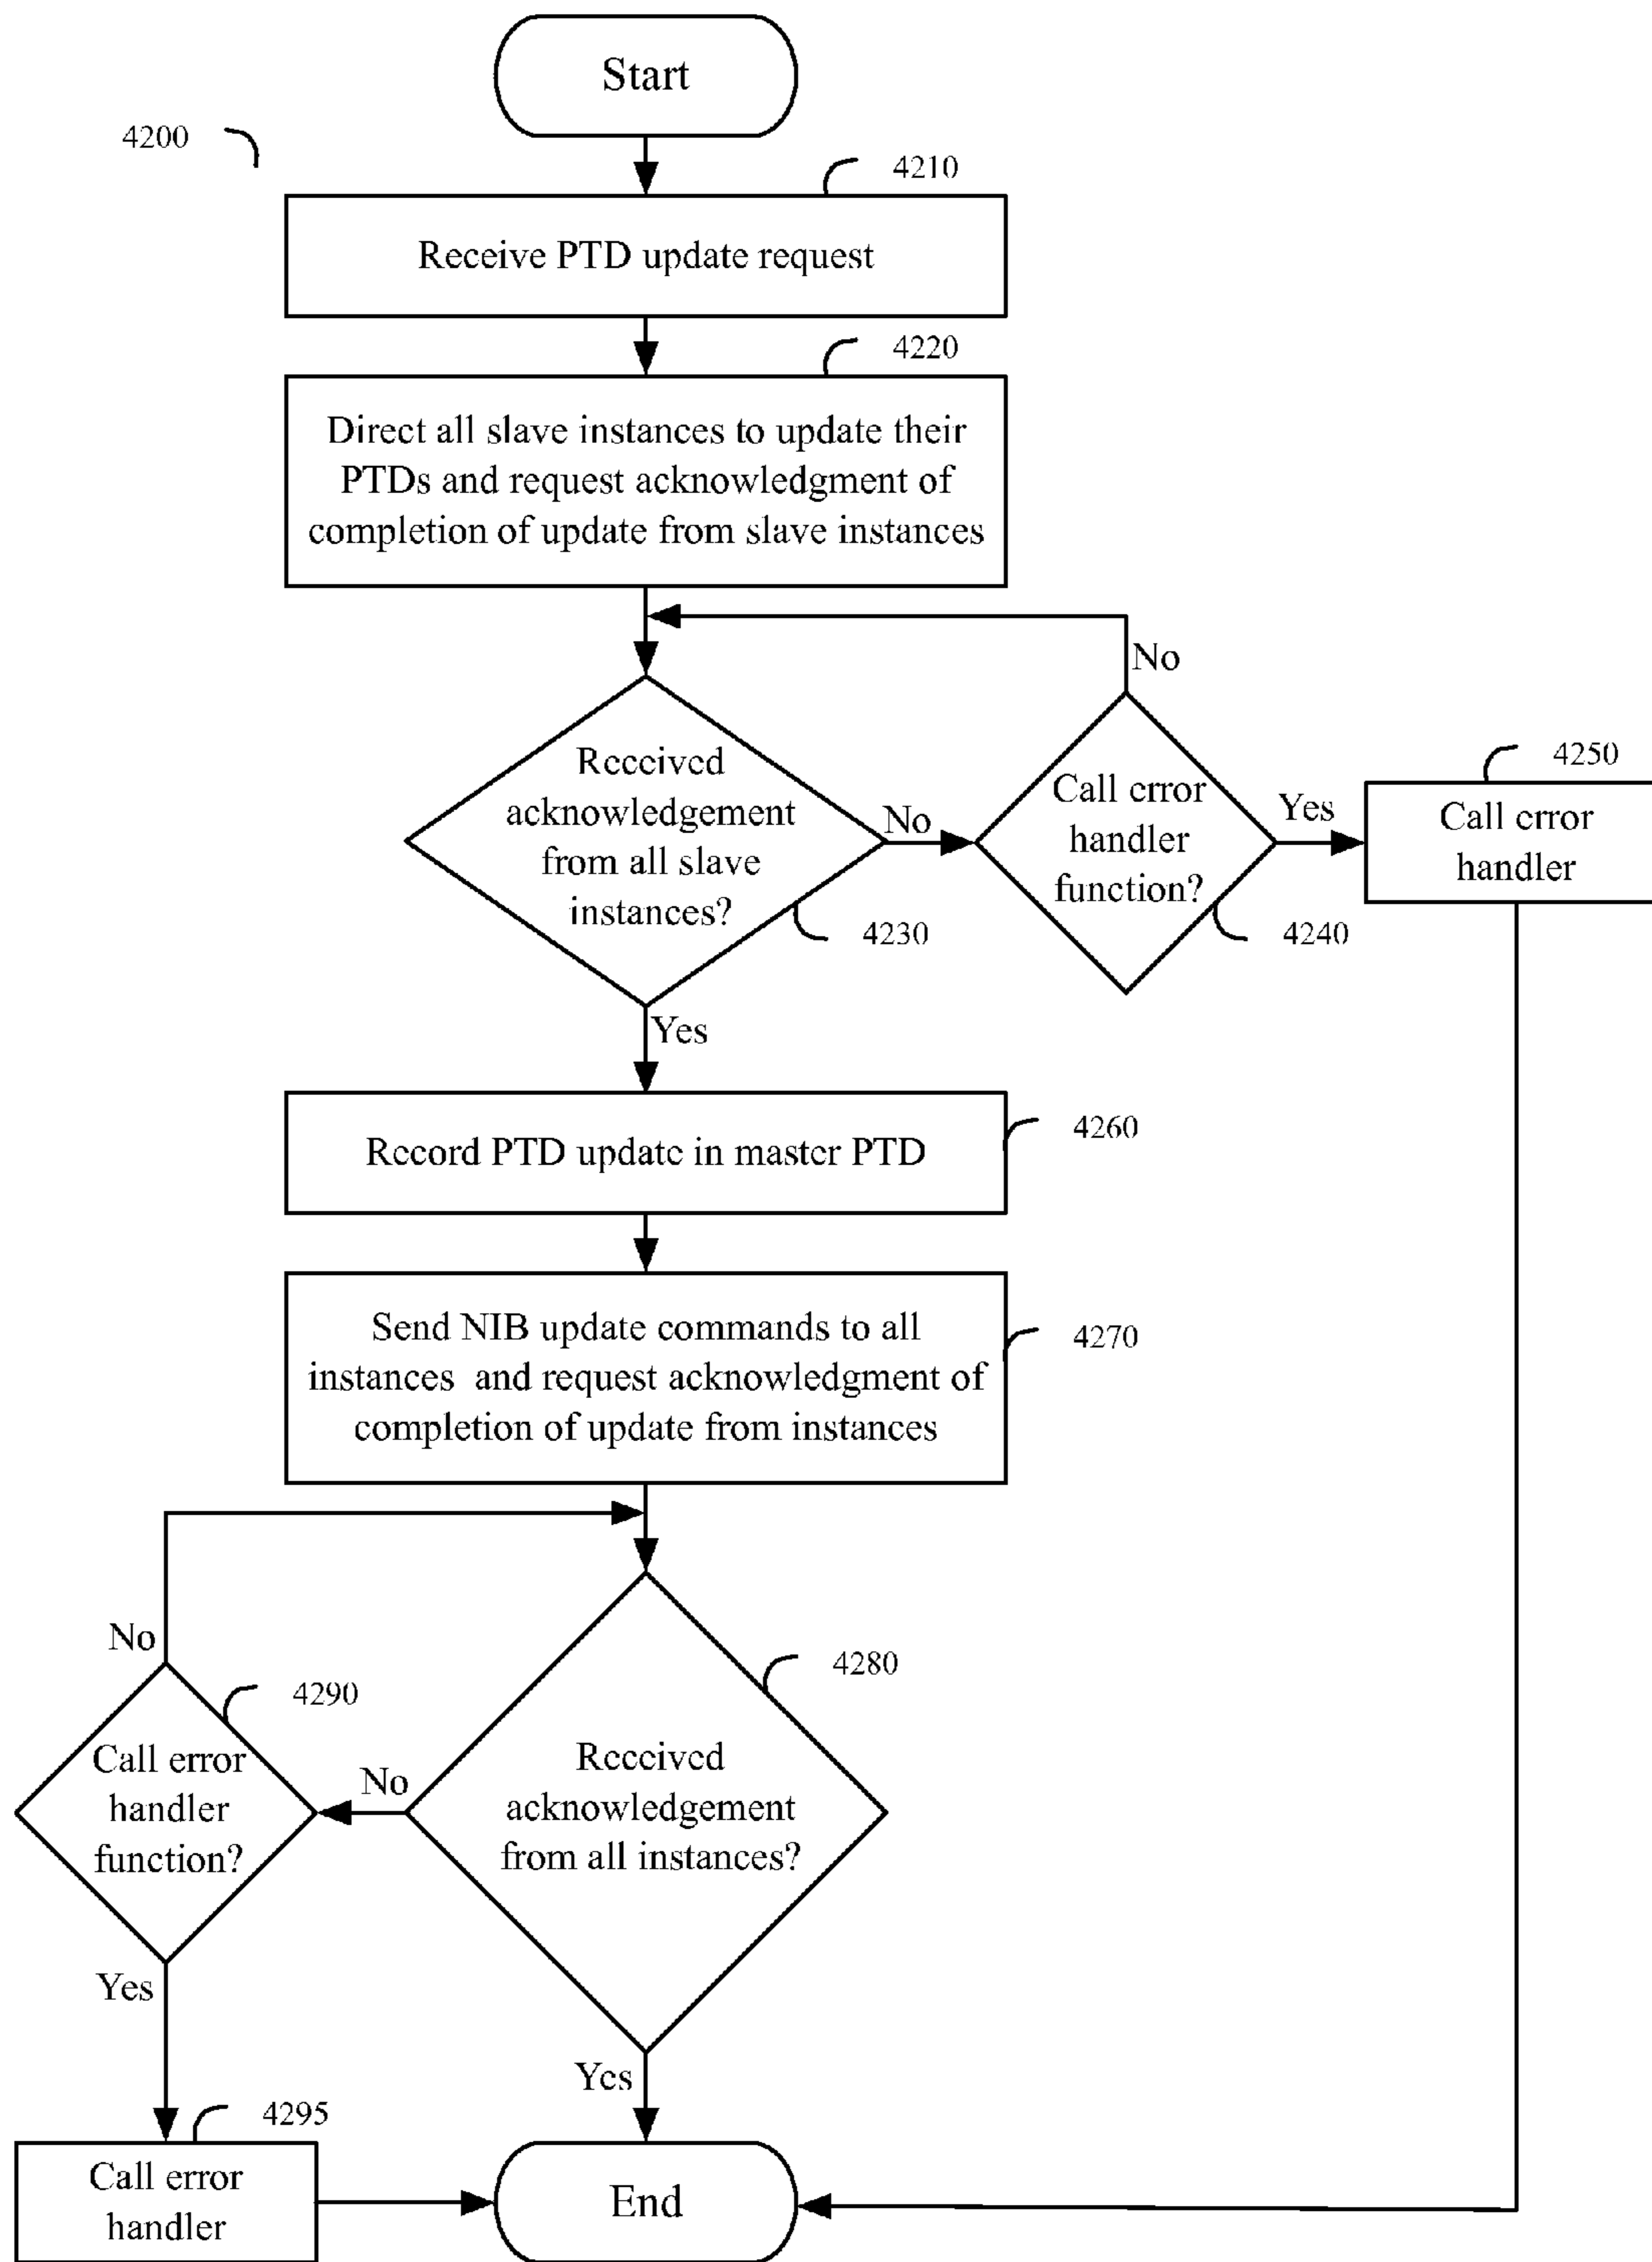 Start
4200
4210
Receive PTD update request
4220
Direct all slave instances to update their
PTDs and request acknowledgment of
completion of update from slave instances
No
Received
acknowledgement
from all slave
instances?
4230
No
Call error
handler
function?
4240
Yes
4250
Call error
handler
Yes
Record PTD update in master PTD
4260
Send NIB update commands to all
instances and request acknowledgment of
completion of update from instances
4270
No
4290
Call error
handler
function?
No
4280
Received
acknowledgement
from all instances?
Yes
Yes
4295
Call error
handler
End